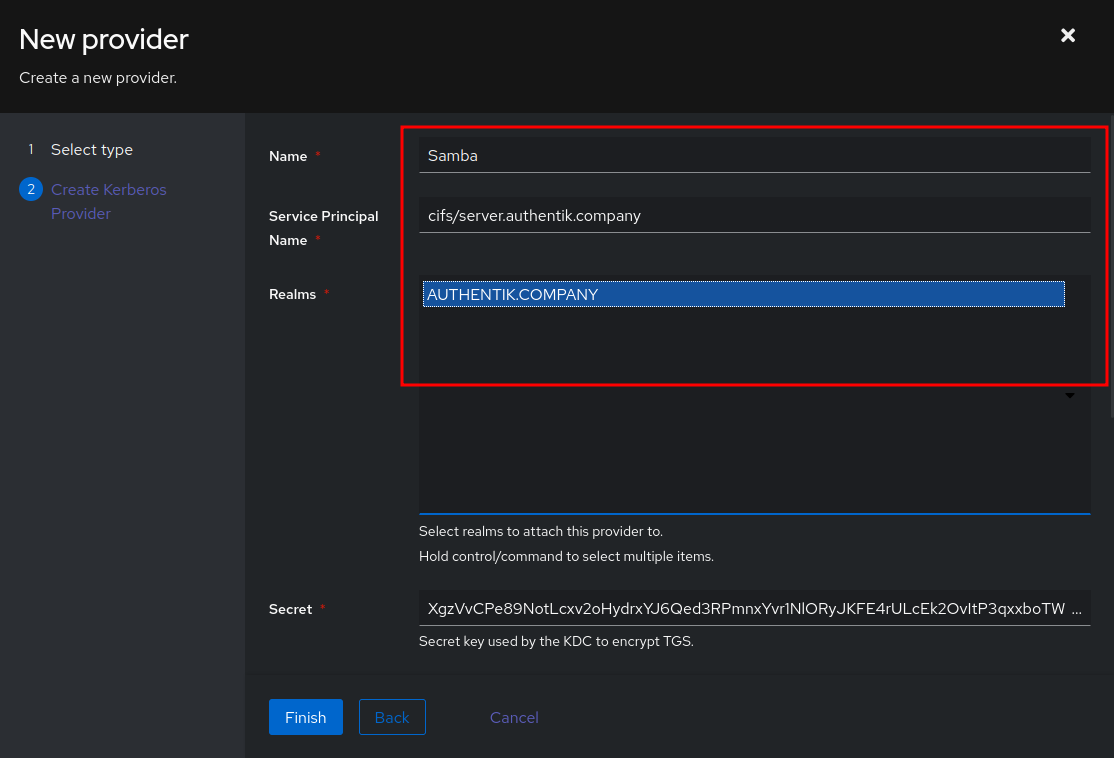 New provider
Create a new provider.
1 Select type
2 Create Kerberos
Provider
Name *
Samba
Service Principal
Name *
cifs/server.authentik.company
Realms *
AUTHENTIK.COMPANY
Select realms to attach this provider to.
Hold control/command to select multiple items.
Secret *
XgzVvCPe89NotLcxv2oHydrxYJ6Qed3RPmnxYvr1NlORyJKFE4rULcEk2OvltP3qxxboTW ...
Secret key used by the KDC to encrypt TGS.
Finish
Back
Cancel